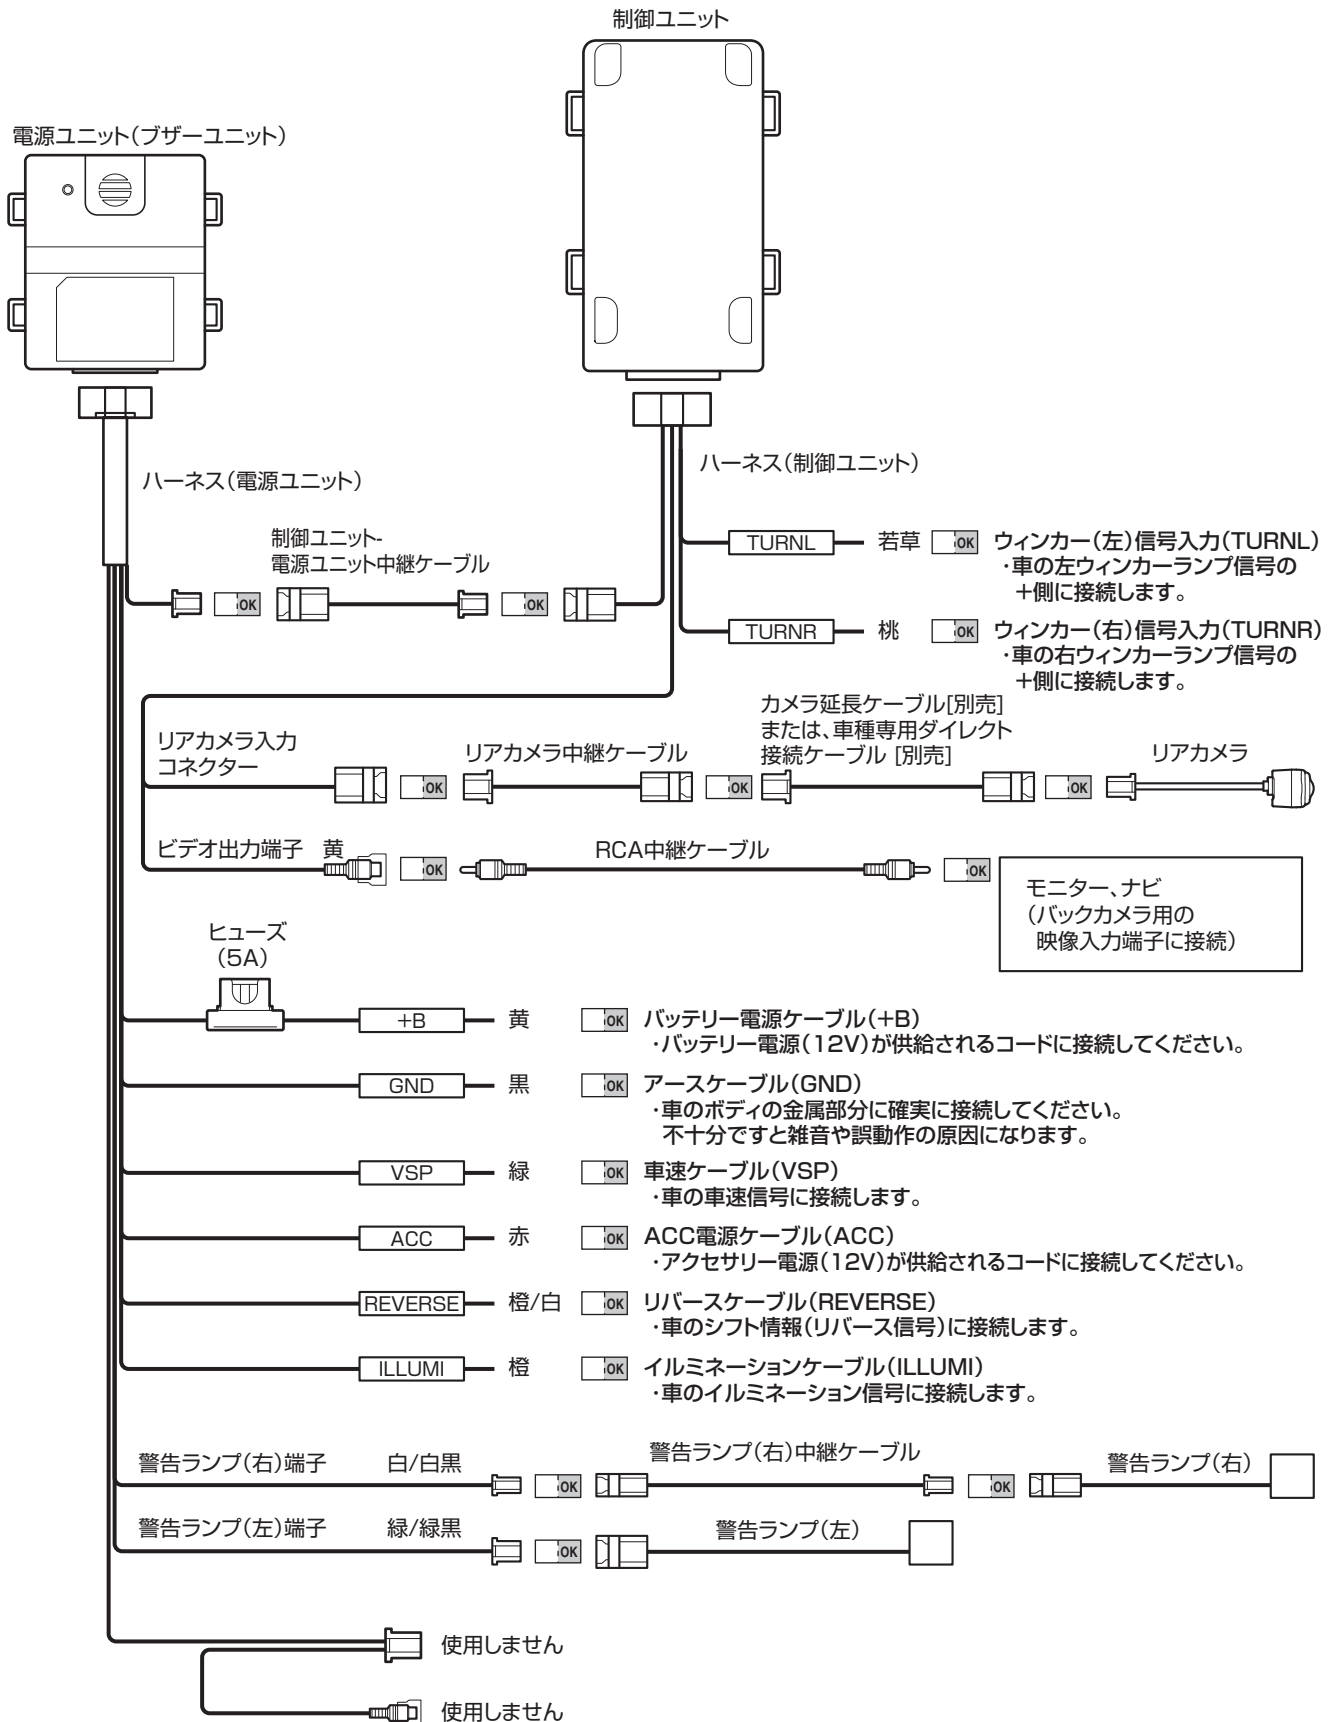 制御ユニット
電源ユニット（ブザーユニット）
ハーネス（電源ユニット）
ハーネス（制御ユニット）
制御ユニット-
電源ユニット中継ケーブル
OK
OK
TURNL
若草
OK
ウィンカー（左）信号入力（TURNL）
・車の左ウィンカーランプ信号の
＋側に接続します。
TURNR
桃
OK
ウィンカー（右）信号入力（TURNR）
・車の右ウィンカーランプ信号の
＋側に接続します。
リアカメラ入力
コネクター
OK
リアカメラ中継ケーブル
OK
カメラ延長ケーブル[別売]
または、車種専用ダイレクト
接続ケーブル [別売]
OK
リアカメラ
ビデオ出力端子 黄
OK
RCA中継ケーブル
OK
モニター、ナビ
（バックカメラ用の
映像入力端子に接続）
ヒューズ
（5A）
+B
黄
OK
バッテリー電源ケーブル（+B）
・バッテリー電源（12V）が供給されるコードに接続してください。
GND
黒
OK
アースケーブル（GND）
・車のボディの金属部分に確実に接続してください。
不十分ですと雑音や誤動作の原因になります。
VSP
緑
OK
車速ケーブル（VSP）
・車の車速信号に接続します。
ACC
赤
OK
ACC電源ケーブル（ACC）
・アクセサリー電源（12V）が供給されるコードに接続してください。
REVERSE
橙/白
OK
リバースケーブル（REVERSE）
・車のシフト情報（リバース信号）に接続します。
ILLUMI
橙
OK
イルミネーションケーブル（ILLUMI）
・車のイルミネーション信号に接続します。
警告ランプ（右）端子
白/白黒
OK
警告ランプ（右）中継ケーブル
OK
警告ランプ（右）
警告ランプ（左）端子
緑/緑黒
OK
警告ランプ（左）
使用しません
使用しません